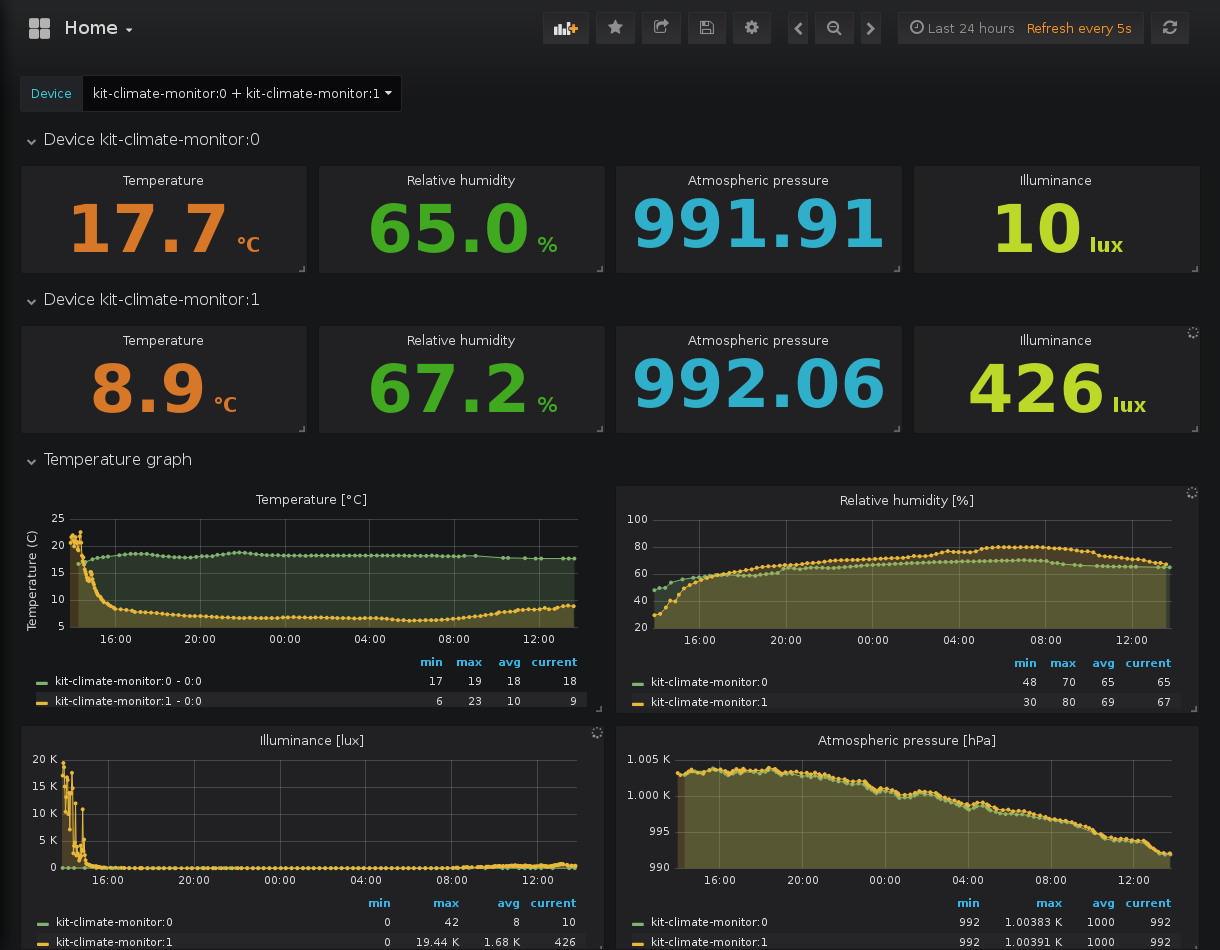 Home
Last 24 hours Refresh every 5s
Device kit-climate-monitor:0 + kit-climate-monitor:1
Device kit-climate-monitor:0
Temperature Relative humidity Atmospheric pressure Illuminance
17.7 °C 65.0 % 991.91 10 lux
Device kit-climate-monitor:1
Temperature Relative humidity Atmospheric pressure Illuminance
8.9 °C 67.2 % 992.06 426 lux
Temperature graph
Temperature [°C]
Temperature (C)
25
20
15
10
5
16:00 20:00 00:00 04:00 08:00 12:00
min max avg current
kit-climate-monitor:0 - 0:0 17 19 18 18
kit-climate-monitor:1 - 0:0 6 23 10 9
Relative humidity [%]
100
80
60
40
20
16:00 20:00 00:00 04:00 08:00 12:00
min max avg current
kit-climate-monitor:0 48 70 65 65
kit-climate-monitor:1 30 80 69 67
Illuminance [lux]
20 K
15 K
10 K
5 K
0
16:00 20:00 00:00 04:00 08:00 12:00
min max avg current
kit-climate-monitor:0 0 42 8 10
kit-climate-monitor:1 0 19.44 K 1.68 K 426
Atmospheric pressure [hPa]
1.005 K
1.000 K
995
990
16:00 20:00 00:00 04:00 08:00 12:00
min max avg current
kit-climate-monitor:0 992 1.00383 K 1000 992
kit-climate-monitor:1 992 1.00391 K 1000 992